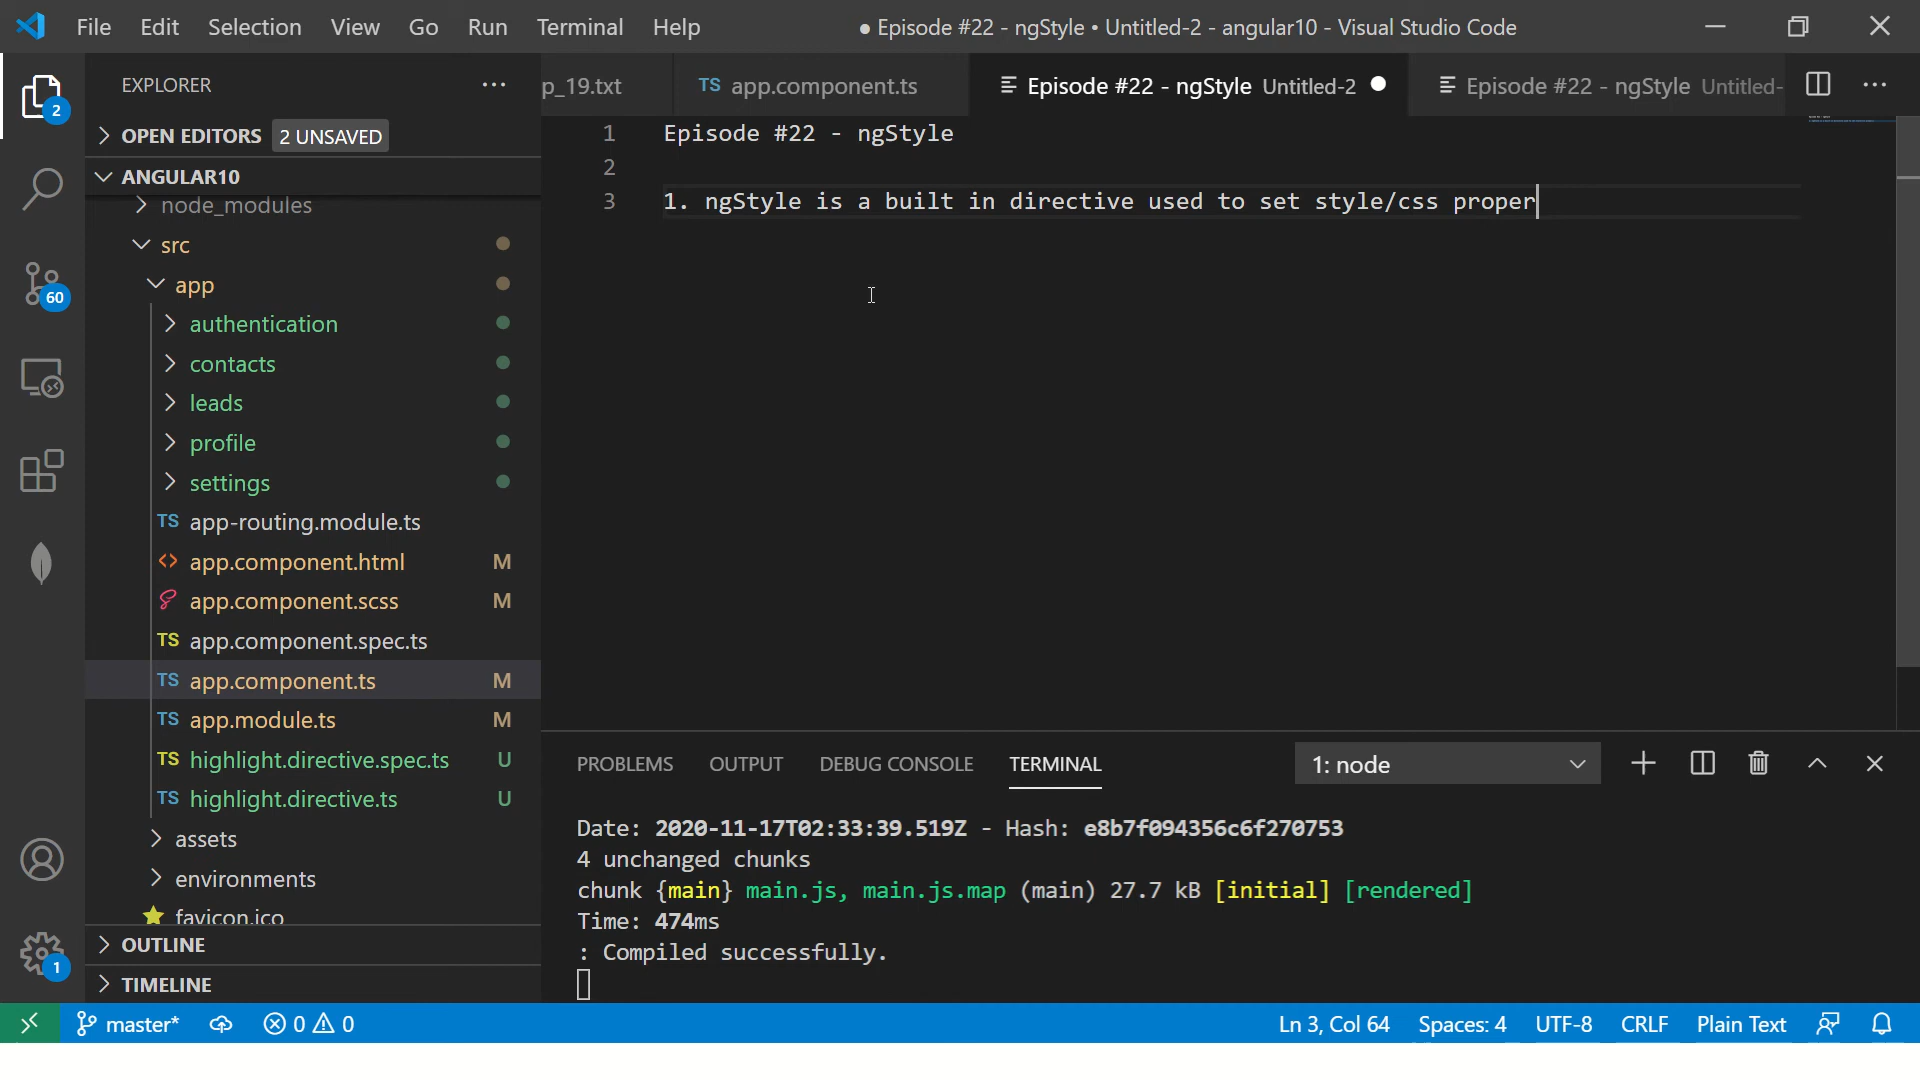 File Edit Selection View Go Run Terminal Help
● Episode #22 - ngStyle • Untitled-2 - angular10 - Visual Studio Code
EXPLORER
p_19.txt
TS app.component.ts
Episode #22 - ngStyle Untitled-2
Episode #22 - ngStyle Untitled-
2
OPEN EDITORS 2 UNSAVED
ANGULAR10
node_modules
src
app
authentication
contacts
leads
profile
settings
TS app-routing.module.ts
<> app.component.html M
app.component.scss M
TS app.component.spec.ts
TS app.component.ts M
TS app.module.ts M
TS highlight.directive.spec.ts U
TS highlight.directive.ts U
assets
environments
favicon.ico
OUTLINE
TIMELINE
60
1
1 Episode #22 - ngStyle
2
3 1. ngStyle is a built in directive used to set style/css proper
PROBLEMS OUTPUT DEBUG CONSOLE TERMINAL 1: node
Date: 2020-11-17T02:33:39.519Z - Hash: e8b7f094356c6f270753
4 unchanged chunks
chunk {main} main.js, main.js.map (main) 27.7 kB [initial] [rendered]
Time: 474ms
: Compiled successfully.
master* 0 0 Ln 3, Col 64 Spaces: 4 UTF-8 CRLF Plain Text